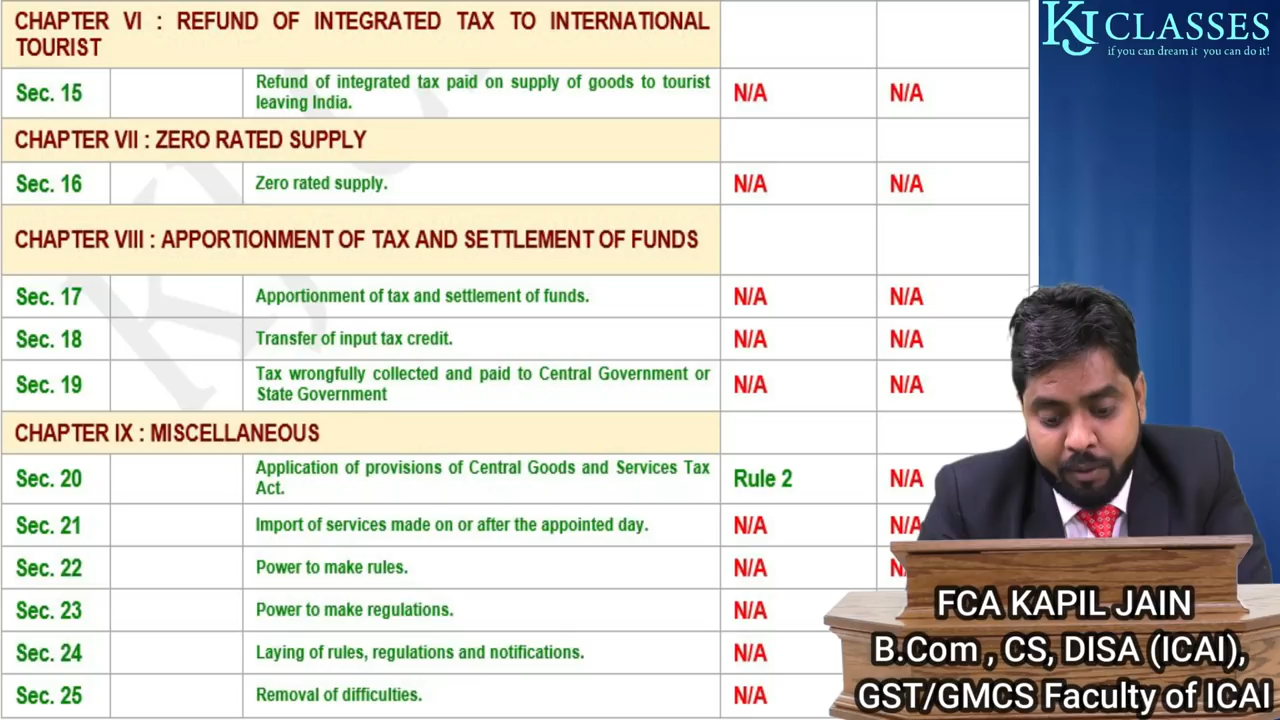 CHAPTER VI : REFUND OF INTEGRATED TAX TO INTERNATIONAL
TOURIST
Sec. 15 Refund of integrated tax paid on supply of goods to tourist
leaving India. N/A N/A
CHAPTER VII : ZERO RATED SUPPLY
Sec. 16 Zero rated supply. N/A N/A
CHAPTER VIII : APPORTIONMENT OF TAX AND SETTLEMENT OF FUNDS
Sec. 17 Apportionment of tax and settlement of funds. N/A N/A
Sec. 18 Transfer of input tax credit. N/A N/A
Sec. 19 Tax wrongfully collected and paid to Central Government or
State Government N/A N/A
CHAPTER IX : MISCELLANEOUS
Sec. 20 Application of provisions of Central Goods and Services Tax
Act. Rule 2 N/A
Sec. 21 Import of services made on or after the appointed day. N/A N/A
Sec. 22 Power to make rules. N/A
Sec. 23 Power to make regulations. N/A
Sec. 24 Laying of rules, regulations and notifications. N/A
Sec. 25 Removal of difficulties. N/A
KJ CLASSES
if you can dream it you can do it!
FCA KAPIL JAIN
B.Com , CS, DISA (ICAI),
GST/GMCS Faculty of ICAI